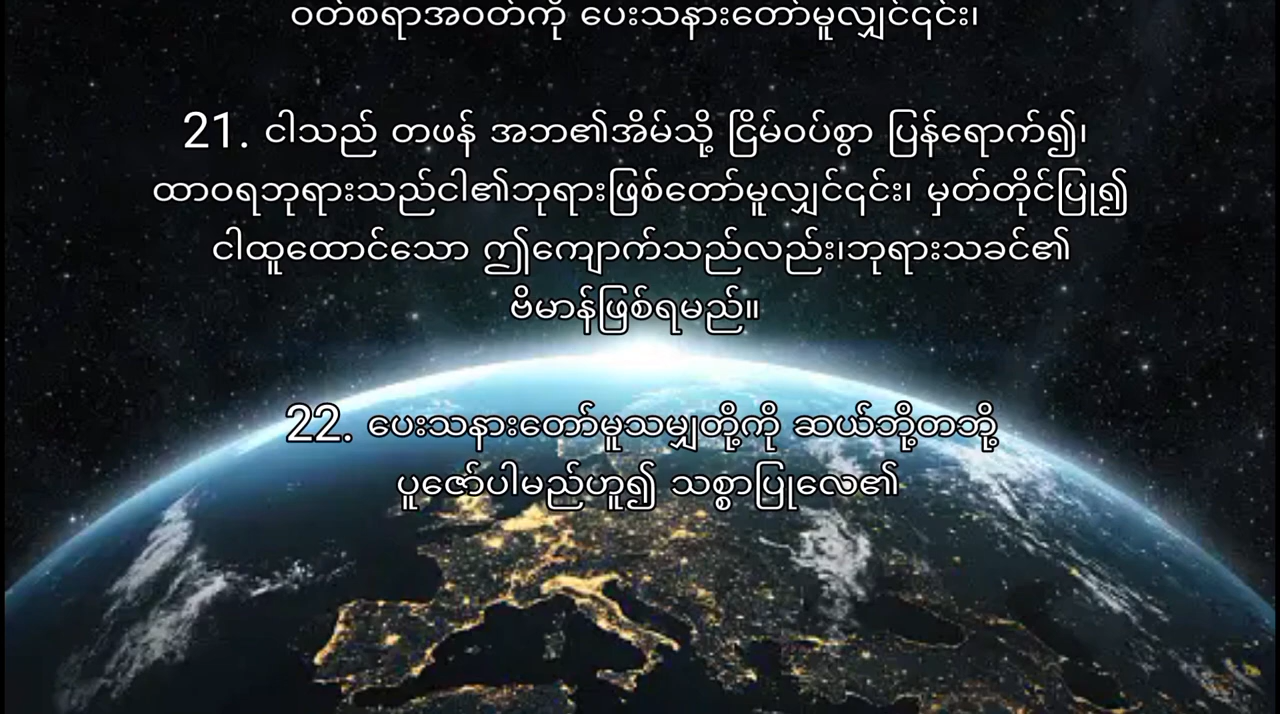 ဝတ်စရာအဝတ်ကို ပေးသနားတော်မူလျှင်၎င်း၊
21. ငါသည် တဖန် အဘ၏အိမ်သို့ ငြိမ်ဝပ်စွာ ပြန်ရောက်၍၊
ထာဝရဘုရားသည်ငါ၏ဘုရားဖြစ်တော်မူလျှင်၎င်း၊ မှတ်တိုင်ပြု၍
ငါထူထောင်သော ဤကျောက်သည်လည်း၊ဘုရားသခင်၏
ဗိမာန်ဖြစ်ရမည်။
22. ပေးသနားတော်မူသမျှတို့ကို ဆယ်ဘို့တဘို့
ပူဇော်ပါမည်ဟူ၍ သစ္စာပြုလေ၏